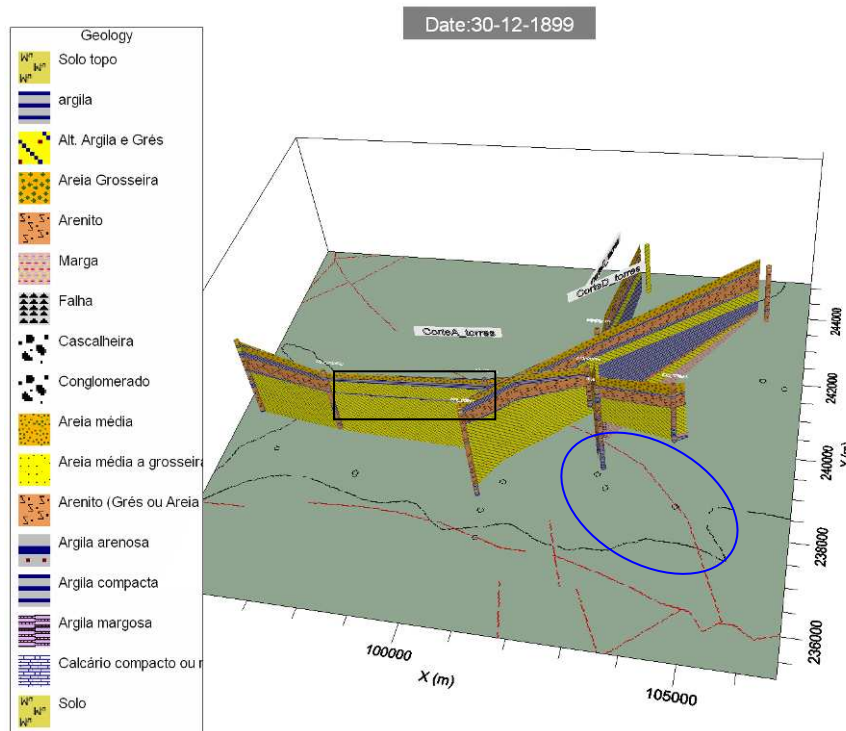 Date:30-12-1899
Geology
Solo topo
argila
Alt. Argila e Grés
Areia Grosseira
Arenito
Marga
Falha
Cascalheira
Conglomerado
Areia média
Areia média a grosseira
Arenito (Grés ou Areia
Argila arenosa
Argila compacta
Argila margosa
Calcário compacto ou
Solo
CorteD_torres
CorteA_torres
244000
242000
240000
238000
236000
100000
105000
X (m)